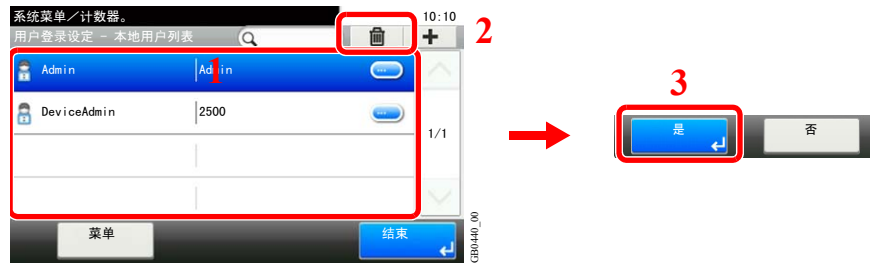 系统菜单／计数器。
10:10
用户登录设定 - 本地用户列表
2
Admin
Admin
1
DeviceAdmin
2500
1/1
菜单
结束
GB0440_00
3
是
否